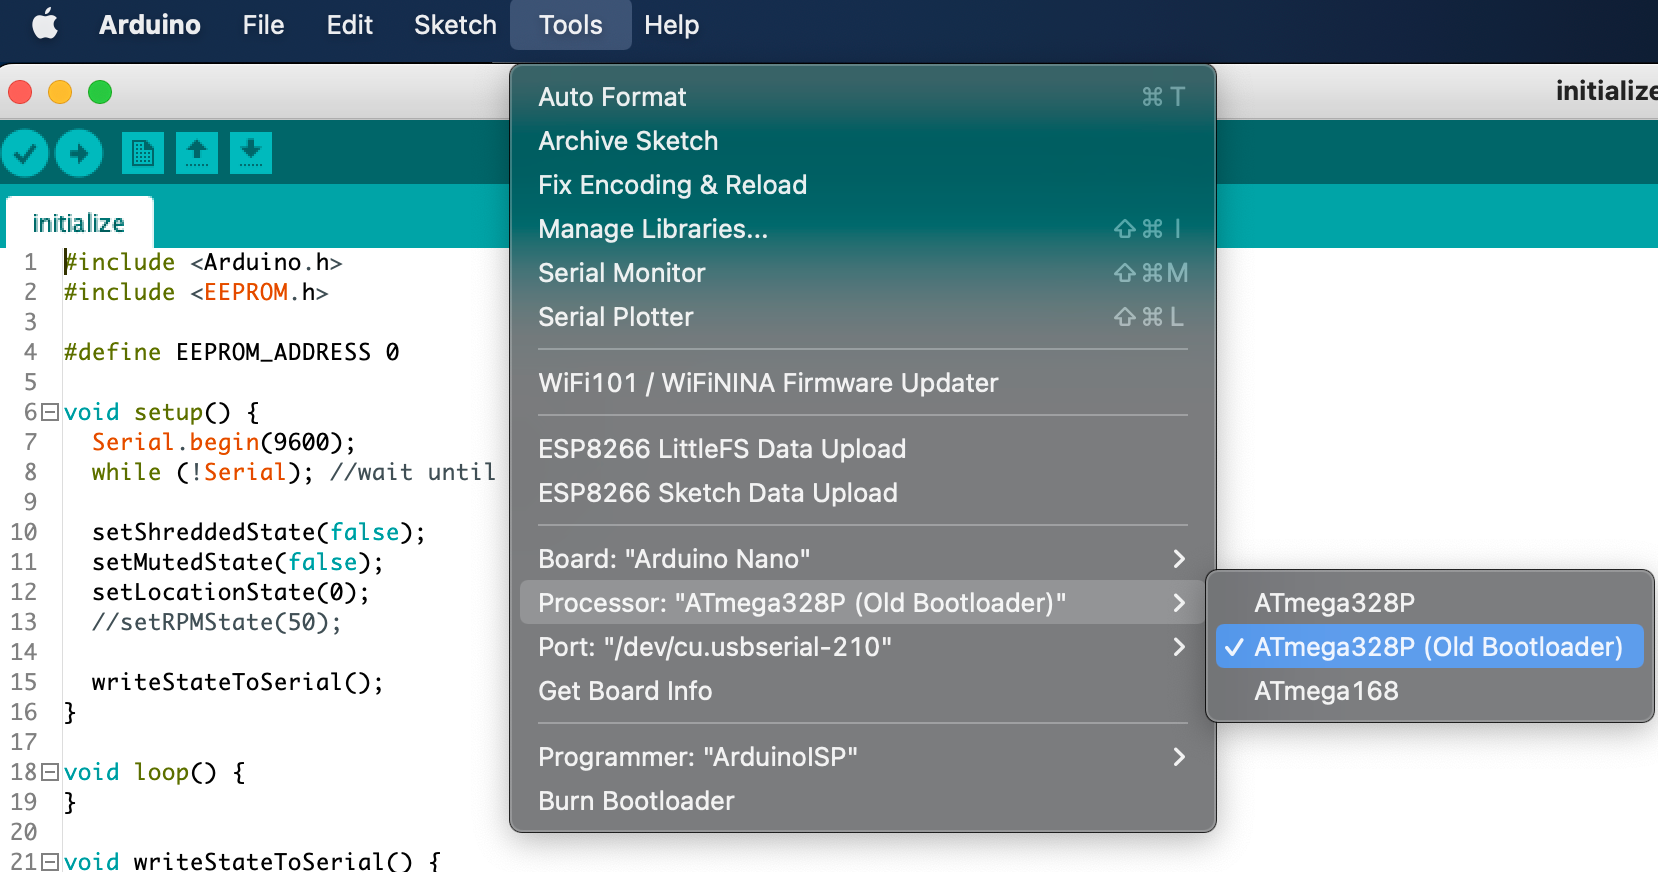 Arduino File Edit Sketch Tools Help
initialize
Auto Format ⌘ T
Archive Sketch
Fix Encoding & Reload
Manage Libraries... ⇧ ⌘ I
Serial Monitor ⇧ ⌘ M
Serial Plotter ⇧ ⌘ L
WiFi101 / WiFiNINA Firmware Updater
ESP8266 LittleFS Data Upload
ESP8266 Sketch Data Upload
Board: "Arduino Nano"
Processor: "ATmega328P (Old Bootloader)"
Port: "/dev/cu.usbserial-210"
Get Board Info
Programmer: "ArduinoISP"
Burn Bootloader
ATmega328P
✓ ATmega328P (Old Bootloader)
ATmega168
initialize
1 #include <Arduino.h>
2 #include <EEPROM.h>
3
4 #define EEPROM_ADDRESS 0
5
6 void setup() {
7 Serial.begin(9600);
8 while (!Serial); //wait until
9
10 setShreddedState(false);
11 setMutedState(false);
12 setLocationState(0);
13 //setRPMState(50);
14
15 writeStateToSerial();
16 }
17
18 void loop() {
19 }
20
21 void writeStateToSerial() {